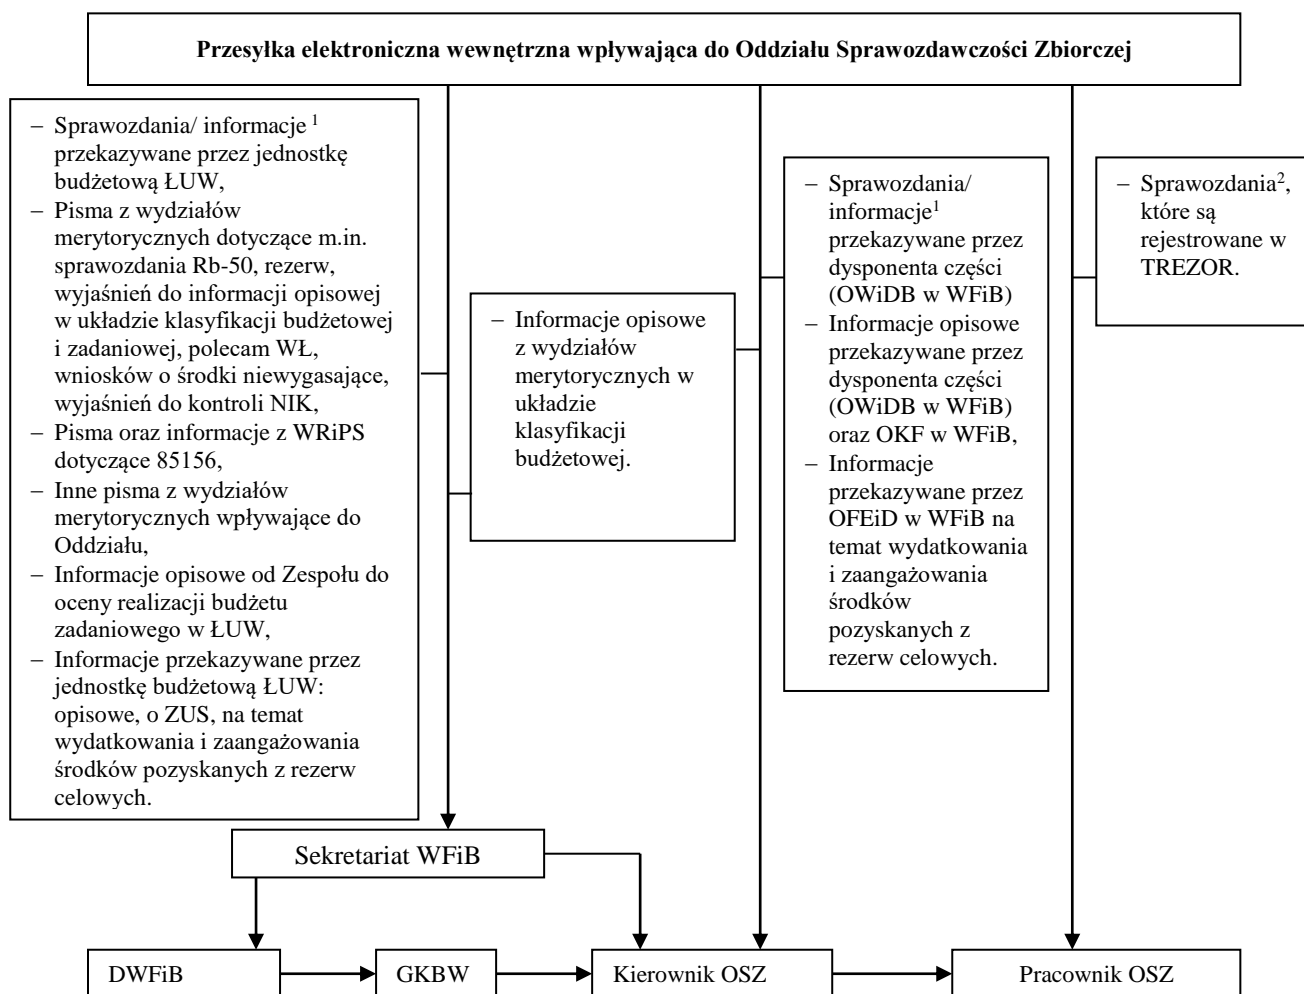 Przesyłka elektroniczna wewnętrzna wpływająca do Oddziału Sprawozdawczości Zbiorczej
– Sprawozdania/ informacje ¹
przekazywane przez jednostkę
budżetową ŁUW,
– Pisma z wydziałów
merytorycznych dotyczące m.in.
sprawozdania Rb-50, rezerw,
wyjaśnień do informacji opisowej
w układzie klasyfikacji budżetowej
i zadaniowej, polecam WŁ,
wniosków o środki niewygasające,
wyjaśnień do kontroli NIK,
– Pisma oraz informacje z WRiPS
dotyczące 85156,
– Inne pisma z wydziałów
merytorycznych wpływające do
Oddziału,
– Informacje opisowe od Zespołu do
oceny realizacji budżetu
zadaniowego w ŁUW,
– Informacje przekazywane przez
jednostkę budżetową ŁUW:
opisowe, o ZUS, na temat
wydatkowania i zaangażowania
środków pozyskanych z rezerw
celowych.
– Informacje opisowe
z wydziałów
merytorycznych w
układzie
klasyfikacji
budżetowej.
– Sprawozdania/
informacje¹
przekazywane przez
dysponenta części
(OWiDB w WFiB)
– Informacje opisowe
przekazywane przez
dysponenta części
(OWiDB w WFiB)
oraz OKF w WFiB,
– Informacje
przekazywane przez
OFEiD w WFiB na
temat wydatkowania
i zaangażowania
środków
pozyskanych z
rezerw celowych.
– Sprawozdania²,
które są
rejestrowane w
TREZOR.
Sekretariat WFiB
DWFiB
GKBW
Kierownik OSZ
Pracownik OSZ